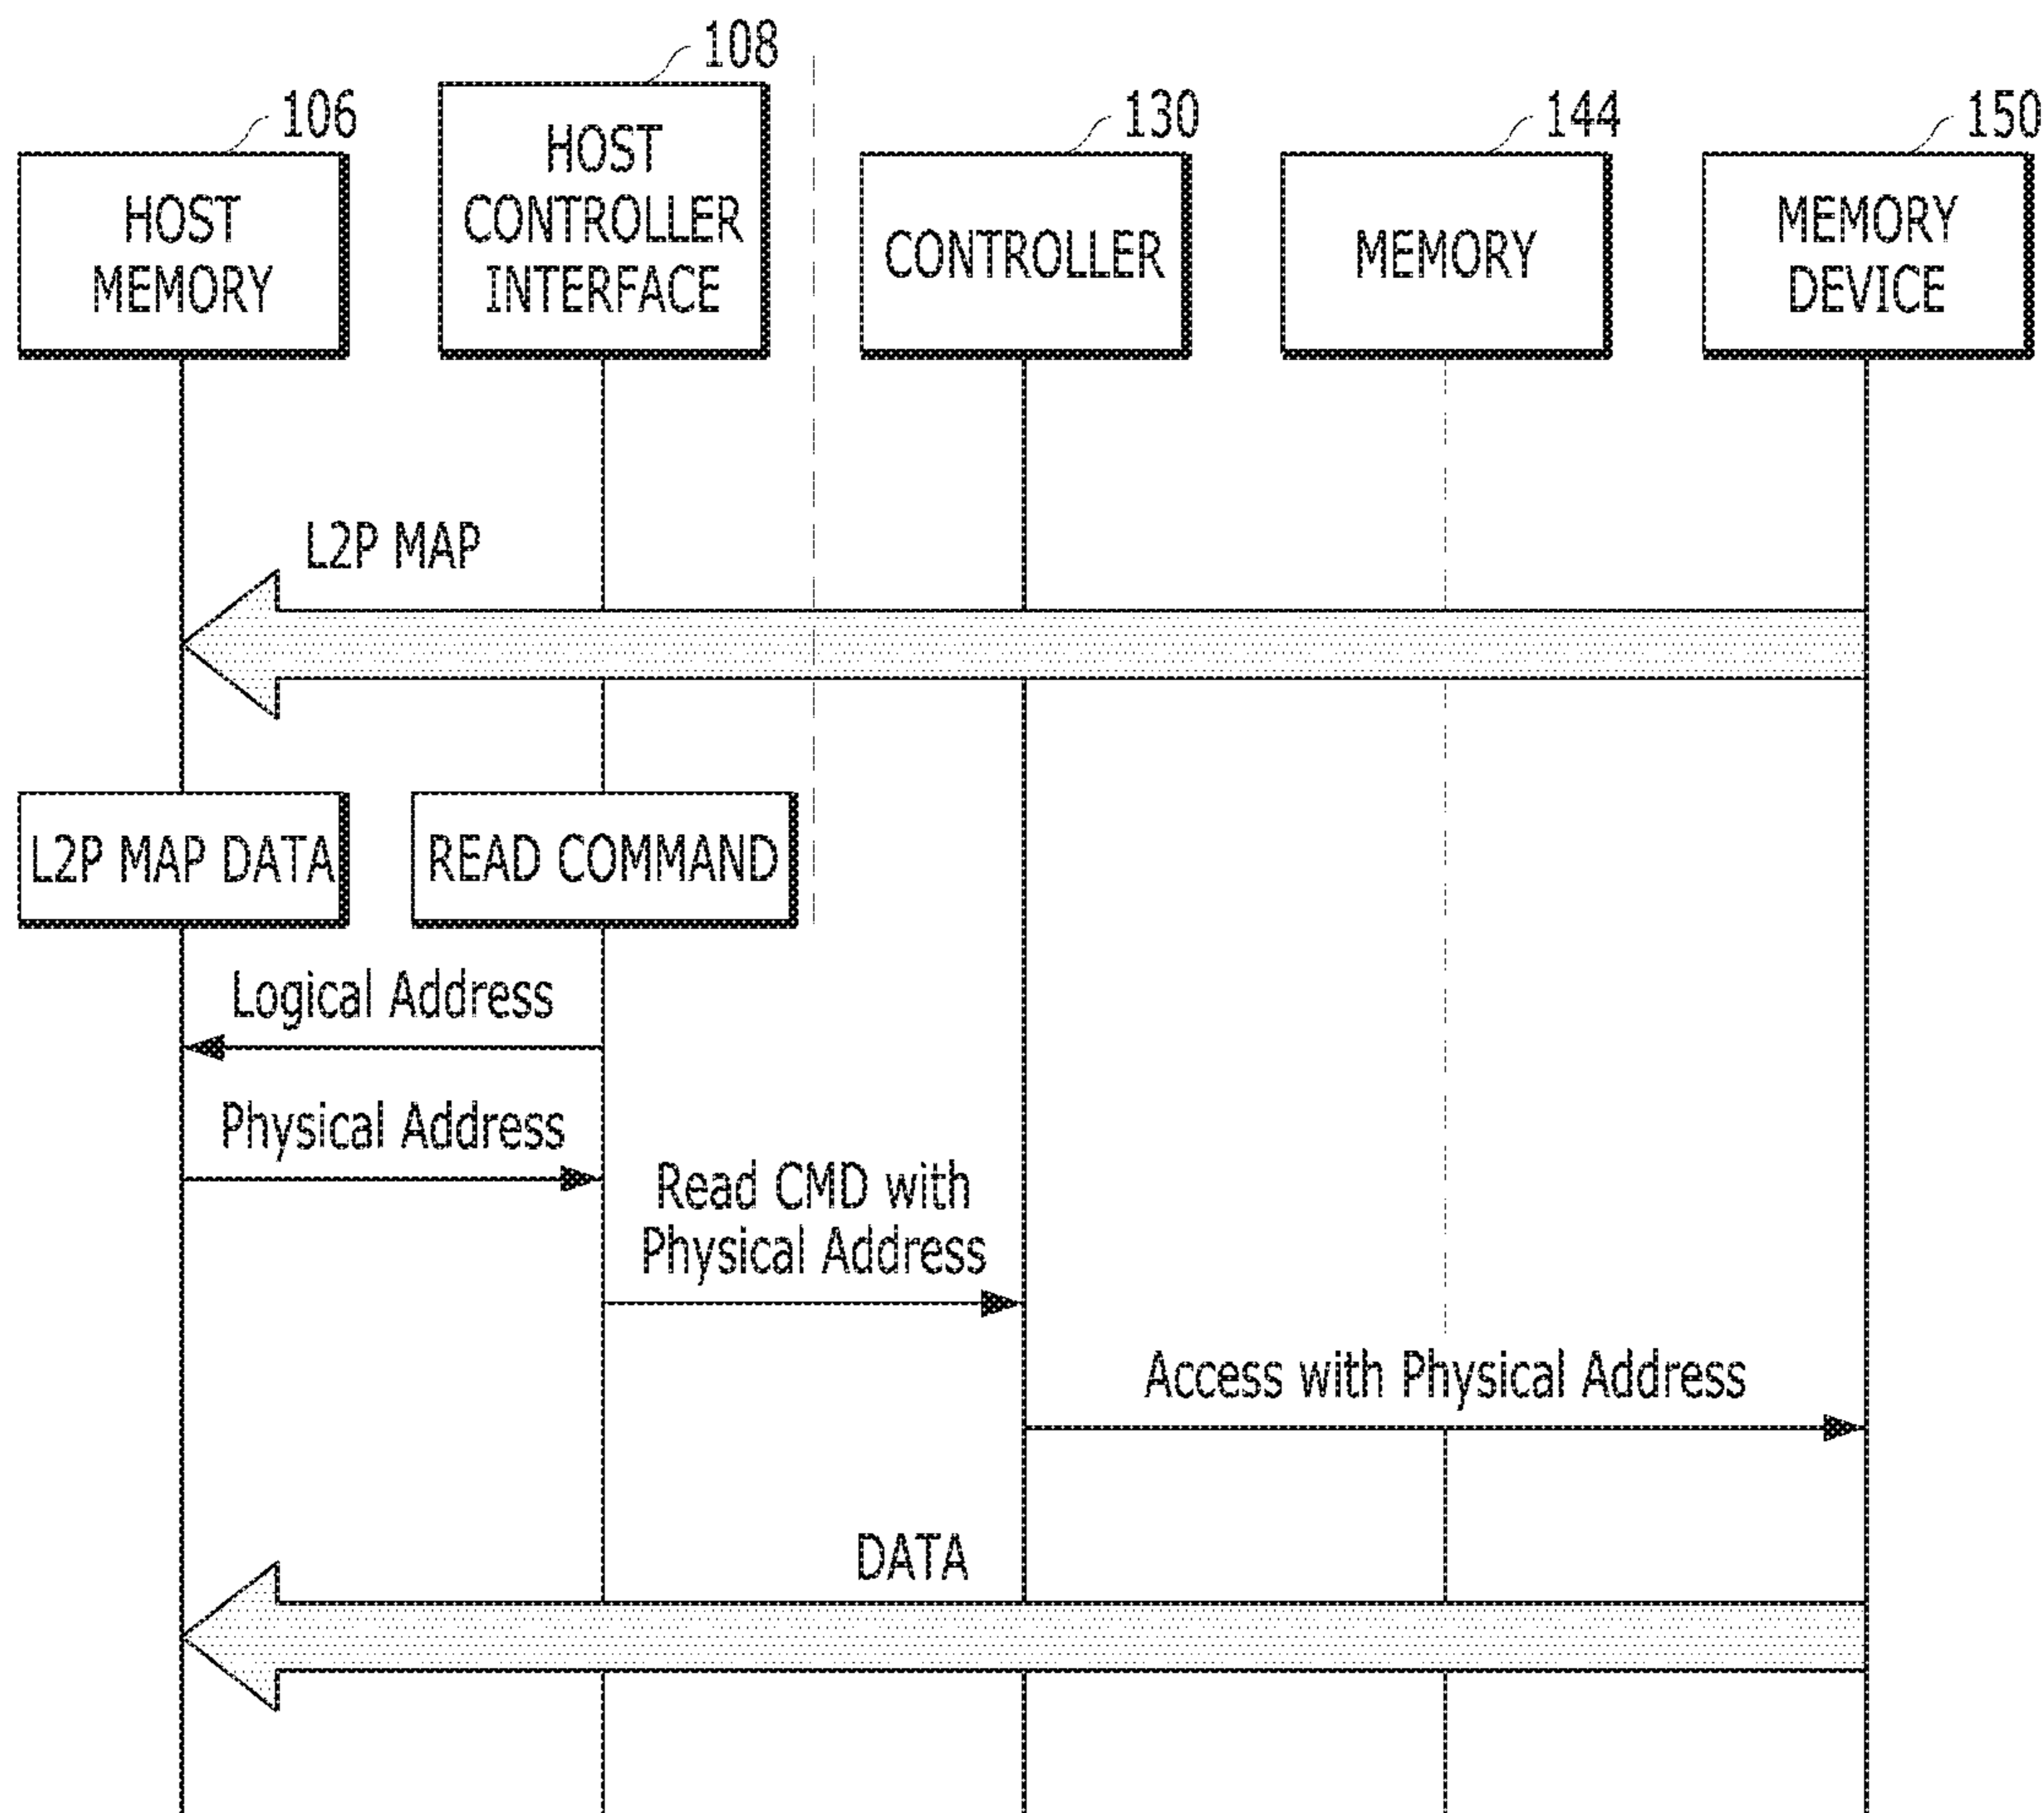 108
106
130
144
150
HOST
MEMORY
HOST
CONTROLLER
INTERFACE
CONTROLLER
MEMORY
MEMORY
DEVICE
L2P MAP
L2P MAP DATA
READ COMMAND
Logical Address
Physical Address
Read CMD with
Physical Address
Access with Physical Address
DATA